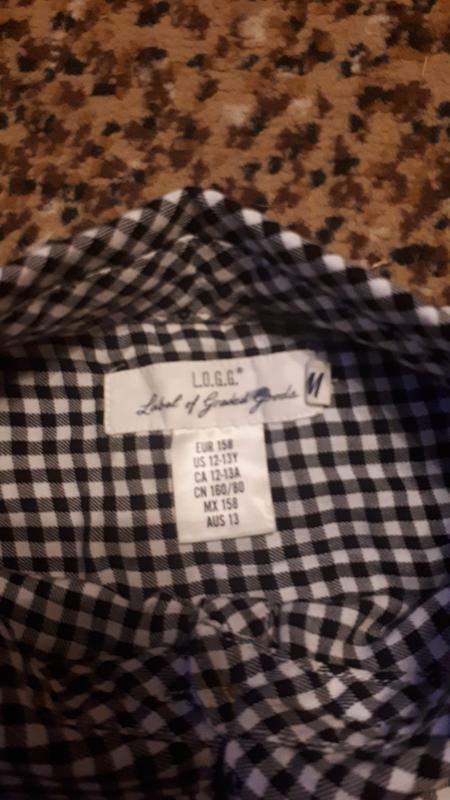 L.O.G.G.®
Label of Graded Goods
M
EUR 158
US 12-13Y
CA 12-13A
CN 160/80
MX 158
AUS 13